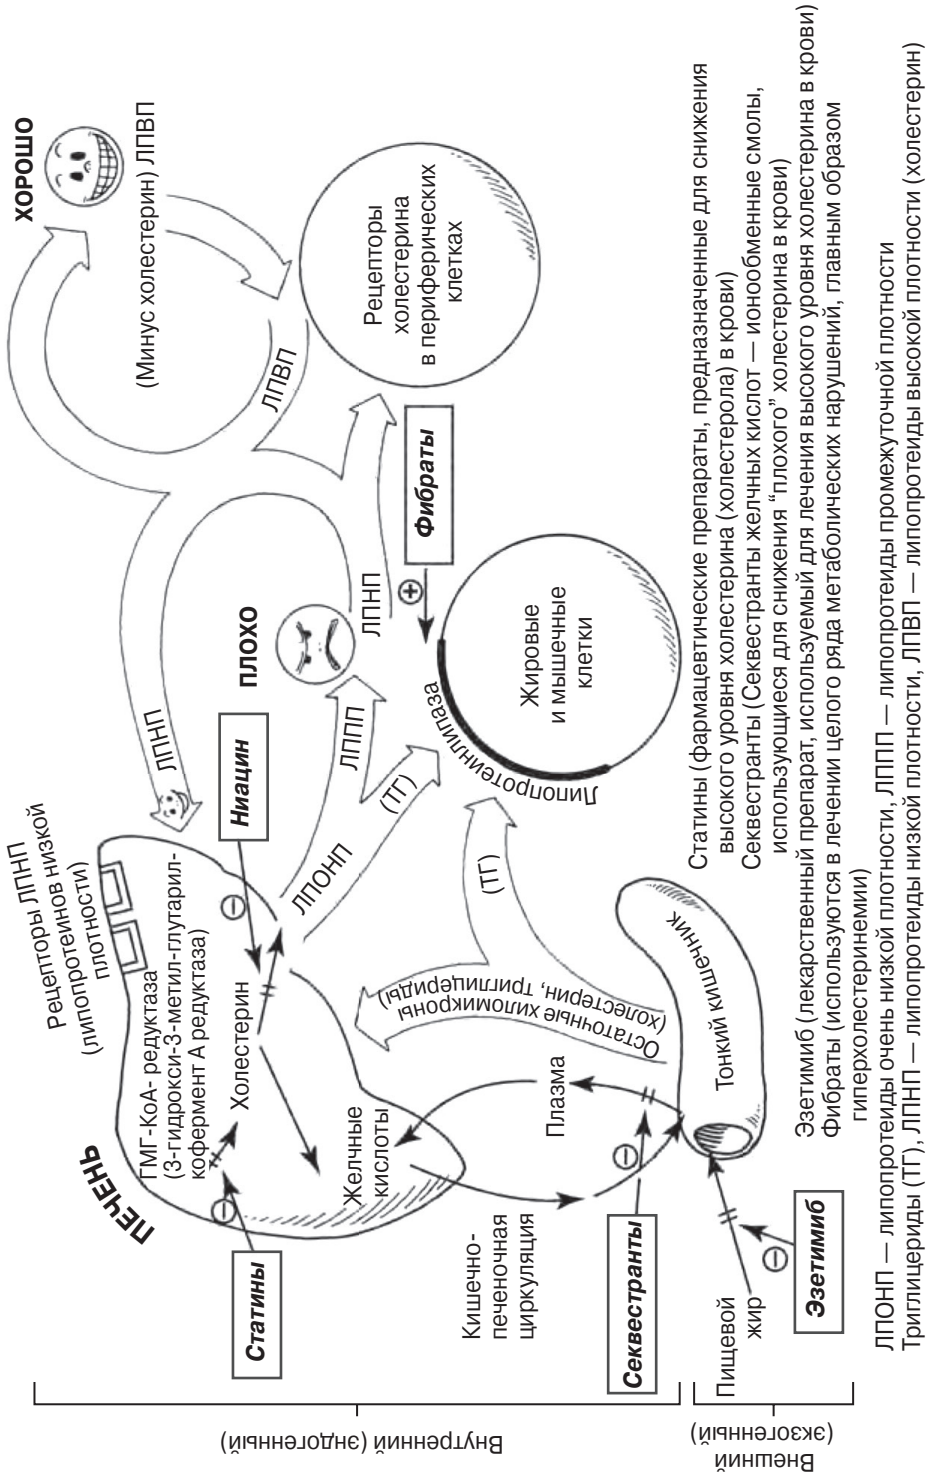 ХОРОШО
(Минус холестерин) ЛПВП
ЛПВП
Рецепторы
холестерина
в периферических
клетках
ЛПНП
Рецепторы ЛПНП
(липопротеинов низкой
плотности)
ПЕЧЕНЬ
ГМГ-КоА- редуктаза
(3-гидрокси-3-метил-глутарил-
кофермент А редуктаза)
Холестерин
Желчные
кислоты
Статины
Ниацин
ПЛОХО
ЛПОНП
ЛППП
ЛПНП
(ТГ)
Фибраты
Липопротеинлипаза
Жировые
и мышечные
клетки
(ТГ)
Остаточные хиломикроны
(холестерин, триглицериды)
Плазма
Кишечно-
печеночная
циркуляция
Секвестранты
Тонкий кишечник
Пищевой
жир
Эзетимиб
Внутренний (эндогенный)
Внешний
(экзогенный)
Статины (фармацевтические препараты, предназначенные для снижения
высокого уровня холестерина (холестерола) в крови)
Секвестранты (Секвестранты желчных кислот — ионообменные смолы,
использующиеся для снижения “плохого” холестерина в крови)
Эзетимиб (лекарственный препарат, используемый для лечения высокого уровня холестерина в крови)
Фибраты (используются в лечении целого ряда метаболических нарушений, главным образом
гиперхолестеринемии)
ЛПОНП — липопротеиды очень низкой плотности, ЛППП — липопротеиды промежуточной плотности
Триглицериды (ТГ), ЛПНП — липопротеиды низкой плотности, ЛПВП — липопротеиды высокой плотности (холестерин)